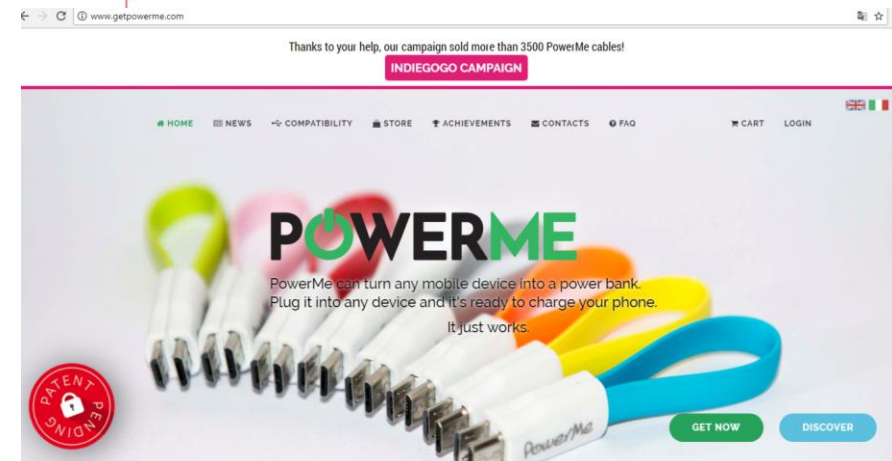 www.getpowerme.com
Thanks to your help, our campaign sold more than 3500 PowerMe cables!
INDIEGOGO CAMPAIGN
HOME NEWS COMPATIBILITY STORE ACHIEVEMENTS CONTACTS FAQ CART LOGIN
POWERME
PowerMe can turn any mobile device into a power bank.
Plug it into any device and it's ready to charge your phone.
It just works.
PATENT PENDING
PowerMe
GET NOW DISCOVER